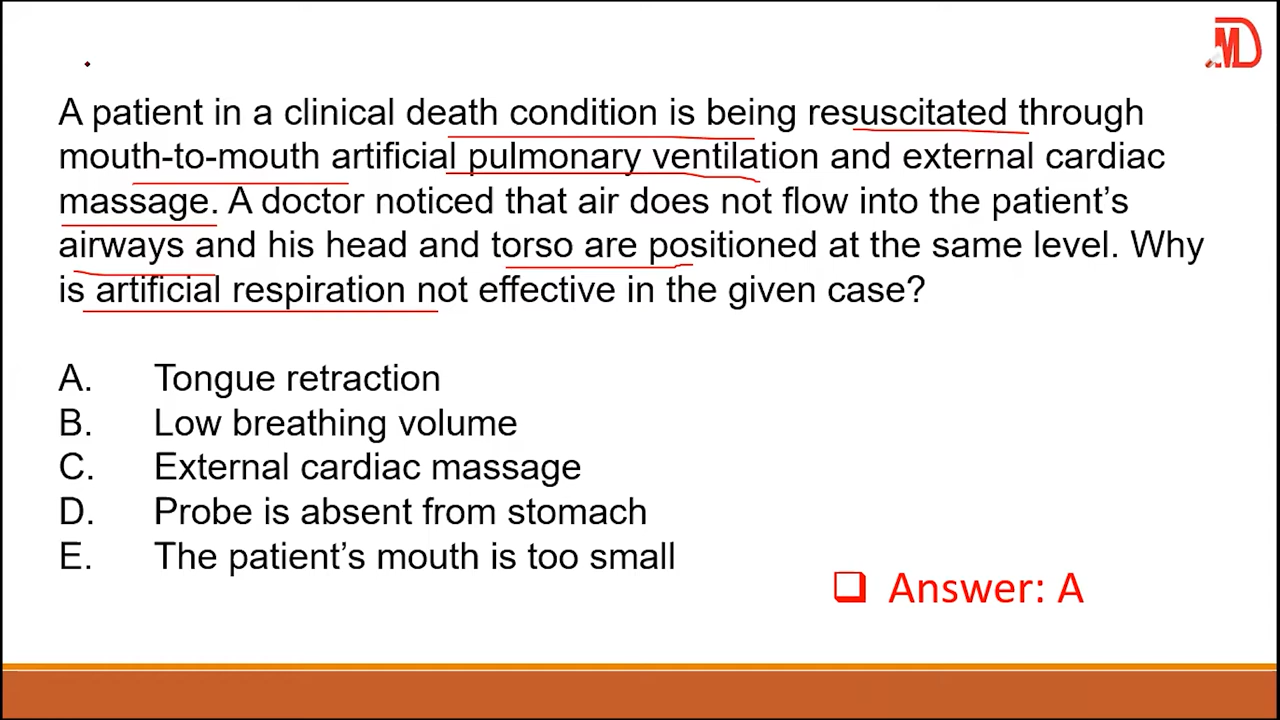 MD
A patient in a clinical death condition is being resuscitated through
mouth-to-mouth artificial pulmonary ventilation and external cardiac
massage. A doctor noticed that air does not flow into the patient’s
airways and his head and torso are positioned at the same level. Why
is artificial respiration not effective in the given case?
A. Tongue retraction
B. Low breathing volume
C. External cardiac massage
D. Probe is absent from stomach
E. The patient’s mouth is too small
❑ Answer: A